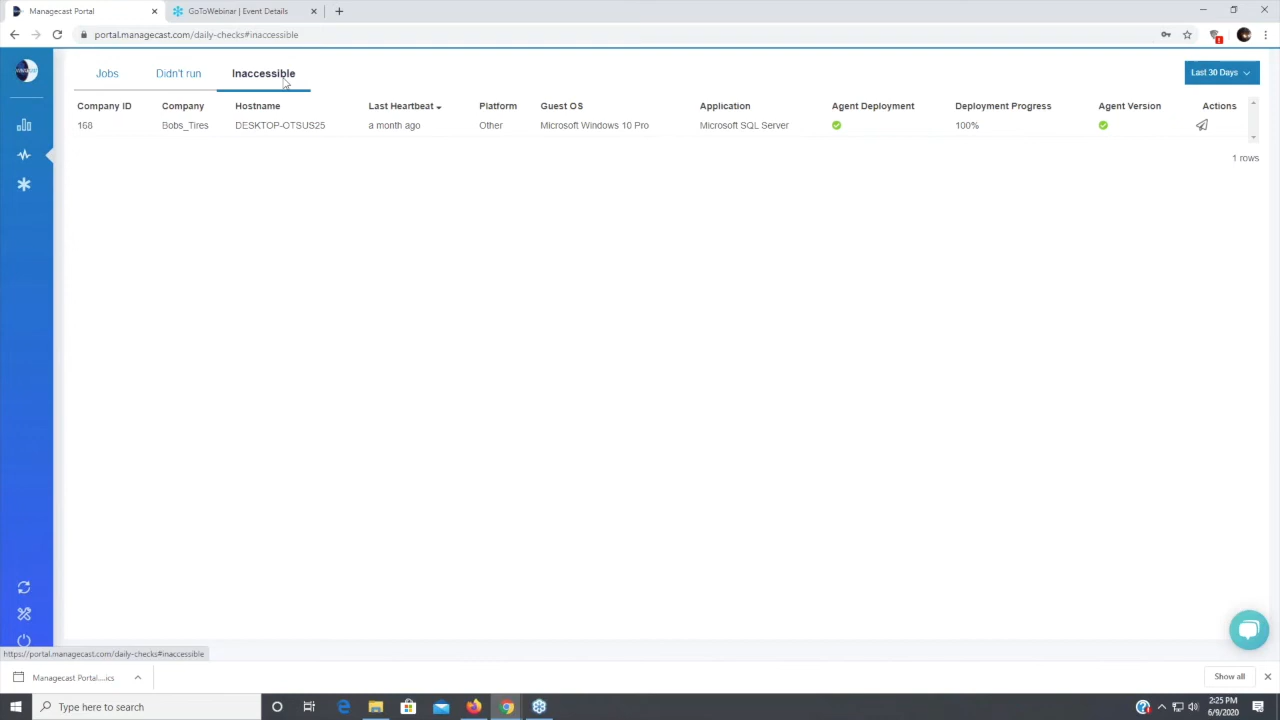 Managecast Portal
GoToWebinar | Event Details
portal.managecast.com/daily-checks#inaccessible
Jobs
Didn't run
Inaccessible
Last 30 Days
Company ID Company Hostname Last Heartbeat Platform Guest OS Application Agent Deployment Deployment Progress Agent Version Actions
168 Bobs_Tires DESKTOP-OTSUS25 a month ago Other Microsoft Windows 10 Pro Microsoft SQL Server 100%
1 rows
https://portal.managecast.com/daily-checks#inaccessible
Managecast Portal....ics
Show all
Type here to search
2:25 PM
6/9/2020